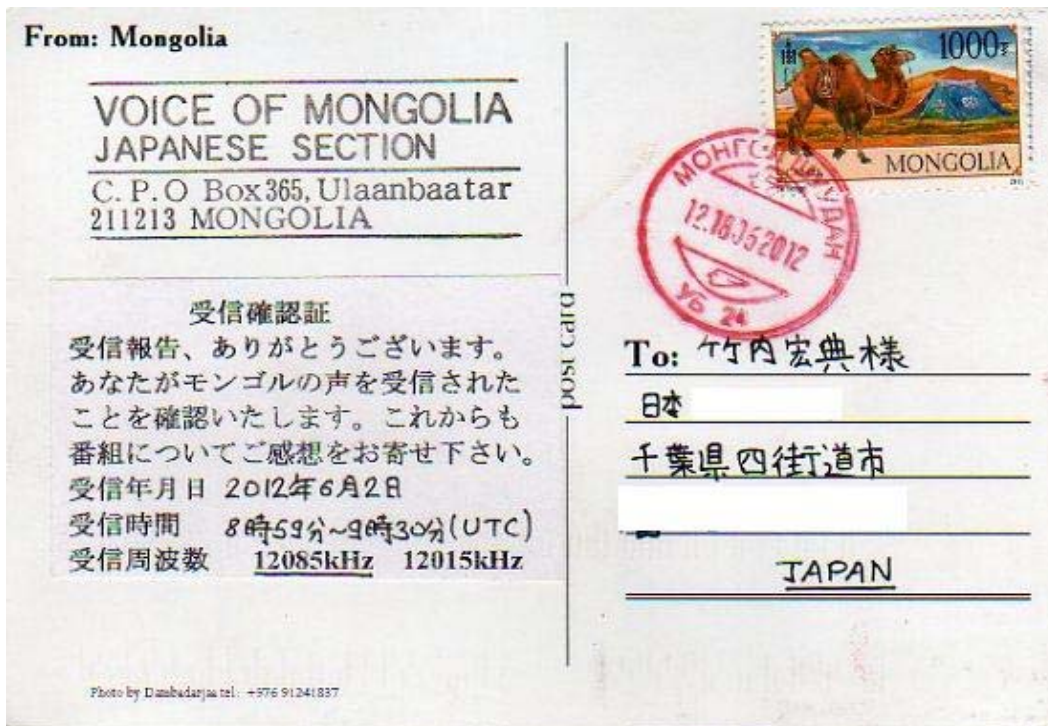 From: Mongolia
VOICE OF MONGOLIA
JAPANESE SECTION
C.P.O Box365, Ulaanbaatar
211213 MONGOLIA
受信確認証
受信報告、ありがとうございます。
あなたがモンゴルの声を受信された
ことを確認いたします。これからも
番組についてご感想をお寄せ下さい。
受信年月日 2012年6月2日
受信時間 8時59分~9時30分(UTC)
受信周波数 12085kHz 12015kHz
Photo by Dambadarjaa tel: +976 91241837
post card
1000₮
MONGOLIA
МОНГОЛ ШУУДАН
12.18.06 2012
УБ 24
To: 竹内宏典様
日本
千葉県四街道市
JAPAN